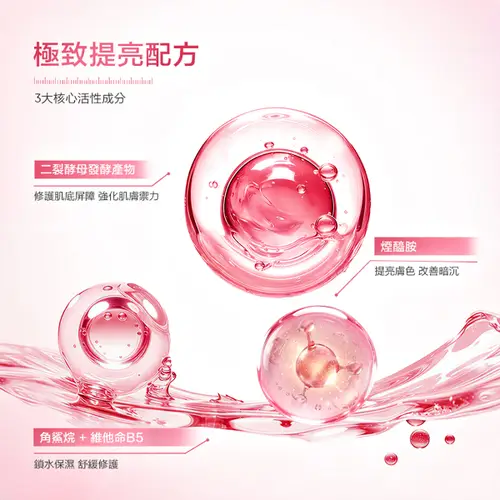 極致提亮配方
3大核心活性成分
二裂酵母發酵產物
修護肌底屏障 強化肌膚禦力
煙醯胺
提亮膚色 改善暗沉
角鯊烷 + 維他命B5
鎖水保濕 舒緩修護